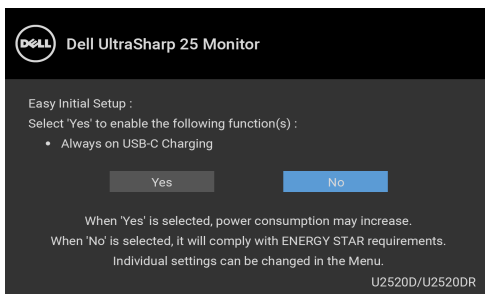 DELL Dell UltraSharp 25 Monitor
Easy Initial Setup :
Select 'Yes' to enable the following function(s) :
• Always on USB-C Charging
Yes No
When 'Yes' is selected, power consumption may increase.
When 'No' is selected, it will comply with ENERGY STAR requirements.
Individual settings can be changed in the Menu.
U2520D/U2520DR